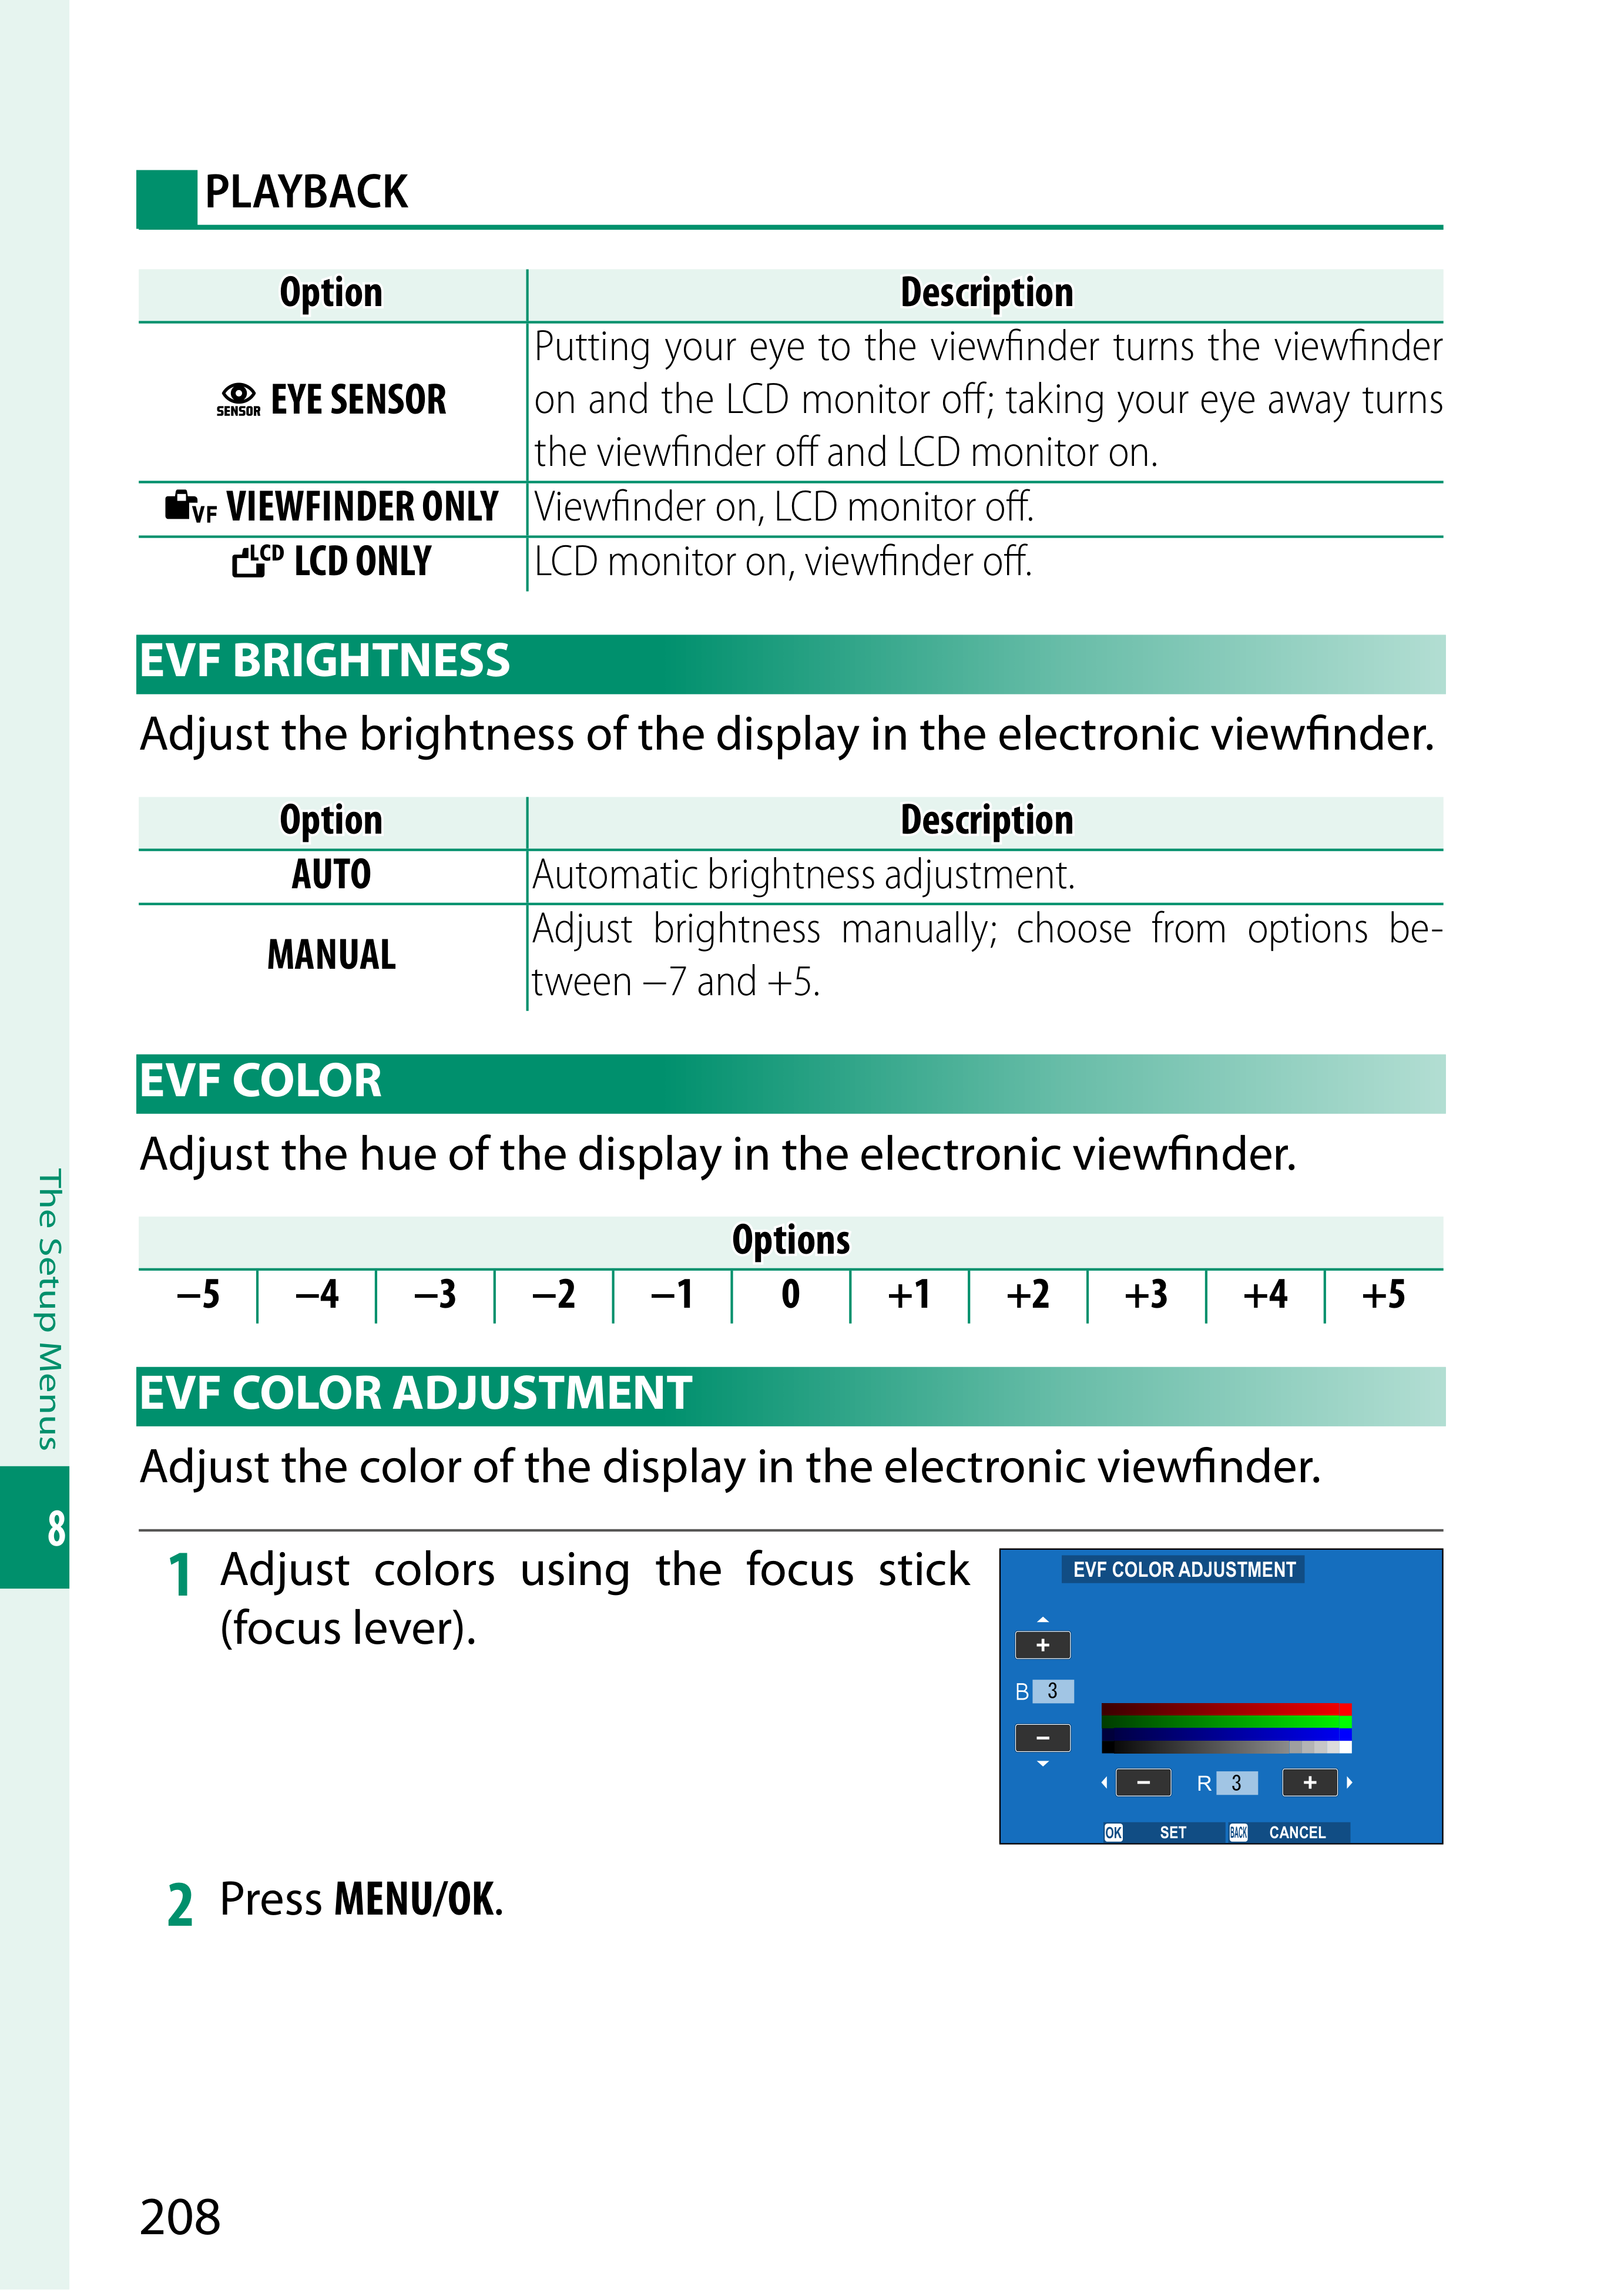 PLAYBACK
Option Description
SENSOR EYE SENSOR Putting your eye to the viewfinder turns the viewfinder
on and the LCD monitor off; taking your eye away turns
the viewfinder off and LCD monitor on.
VF VIEWFINDER ONLY Viewfinder on, LCD monitor off.
LCD LCD ONLY LCD monitor on, viewfinder off.
EVF BRIGHTNESS
Adjust the brightness of the display in the electronic viewfinder.
Option Description
AUTO Automatic brightness adjustment.
MANUAL Adjust brightness manually; choose from options be-
tween −7 and +5.
EVF COLOR
Adjust the hue of the display in the electronic viewfinder.
Options
−5 −4 −3 −2 −1 0 +1 +2 +3 +4 +5
EVF COLOR ADJUSTMENT
Adjust the color of the display in the electronic viewfinder.
1 Adjust colors using the focus stick
(focus lever).
EVF COLOR ADJUSTMENT
+
B 3
−
− R 3 +
OK SET BACK CANCEL
2 Press MENU/OK.
The Setup Menus
8
208